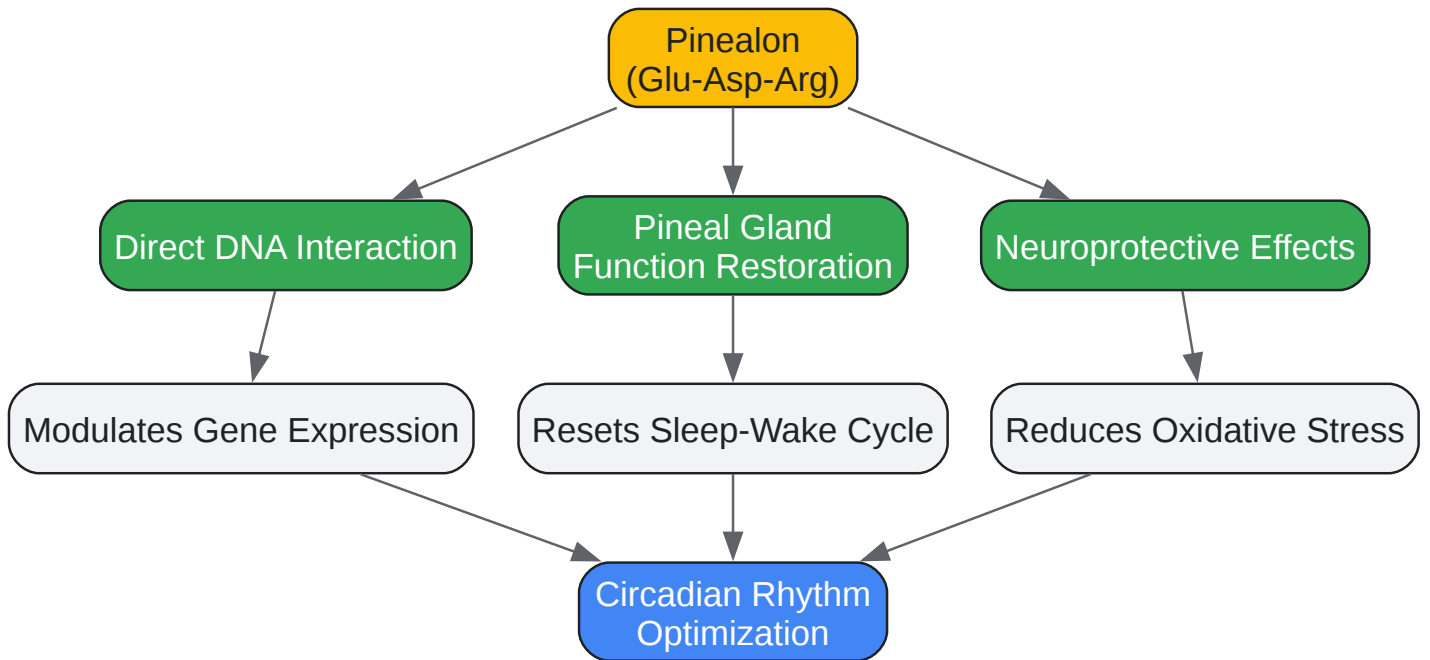 Pinealon
(Glu-Asp-Arg)
Direct DNA Interaction
Pineal Gland
Function Restoration
Neuroprotective Effects
Modulates Gene Expression
Resets Sleep-Wake Cycle
Reduces Oxidative Stress
Circadian Rhythm
Optimization